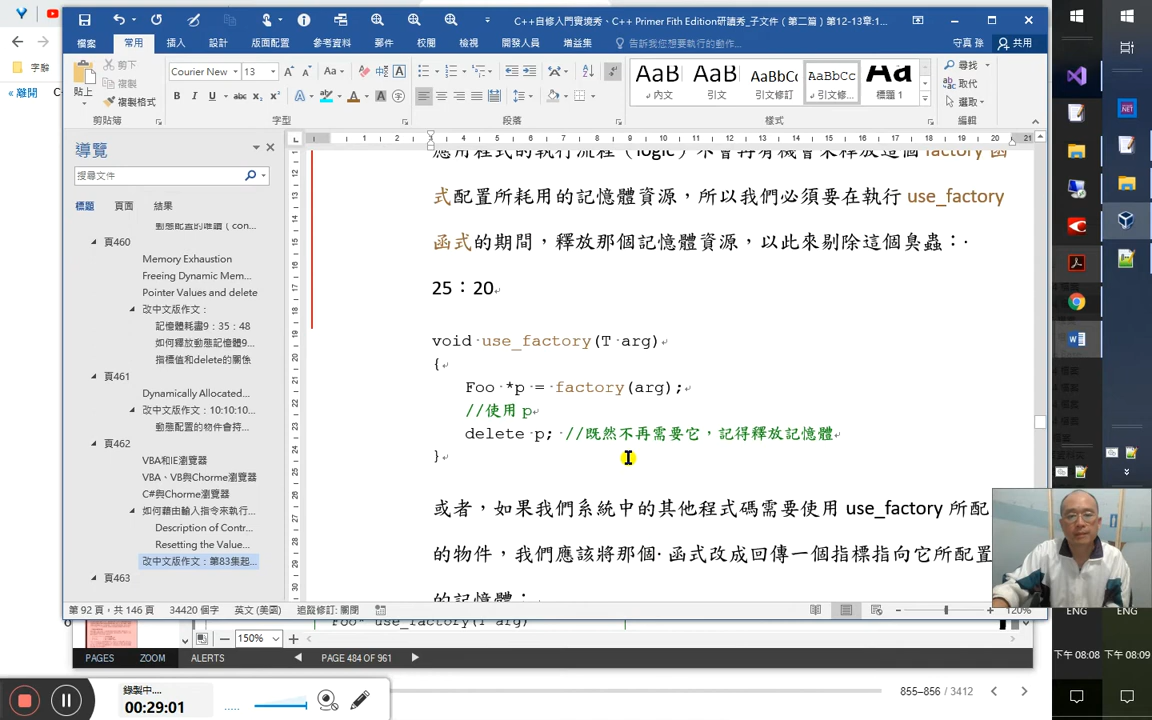 C++自修入門實境秀、C++ Primer Fith Edition研讀秀_子文件（第二篇）第12-13章:1...
檔案
常用
插入
設計
版面配置
參考資料
郵件
校閱
檢視
開發人員
增益集
告訴我您想要執行的動作...
守真 孫
共用
字辭
« 離開
貼上
剪下
複製
複製格式
剪貼簿
Courier New
13
字型
段落
AaBbC
AaBbC
AaBbCc
AaBbCc
AaBb
內文
引文
引文修訂
引文修...
標題 1
樣式
尋找
取代
選取
編輯
導覽
搜尋文件
標題
頁面
結果
動態配置的唯讀（con...
頁460
Memory Exhaustion
Freeing Dynamic Mem...
Pointer Values and delete
改中文版作文：
記憶體耗盡9：35：48
如何釋放動態記憶體9...
指標值和delete的關係
頁461
Dynamically Allocated...
改中文版作文：10:10:10...
動態配置的物件會持...
頁462
VBA和IE瀏覽器
VBA、VB與Chorme瀏覽器
C#與Chorme瀏覽器
如何藉由輸入指令來執行...
Description of Contr...
Resetting the Value...
改中文版作文：第83集起...
頁463
應用程式的執行流程（logic）不會再有機會來釋放這個 factory 函
式配置所耗用的記憶體資源，所以我們必須要在執行 use_factory
函式的期間，釋放那個記憶體資源，以此來剔除這個臭蟲：
25：20
void use_factory(T arg)
{
Foo *p = factory(arg);
//使用 p
delete p; //既然不再需要它，記得釋放記憶體
}
或者，如果我們系統中的其他程式碼需要使用 use_factory 所配
的物件，我們應該將那個 函式改成回傳一個指標指向它所配置
的記憶體：
第 92 頁，共 146 頁
34420 個字
英文 (美國)
追蹤修訂: 關閉
120%
Foo* use_factory(T arg)
150%
PAGES
ZOOM
ALERTS
PAGE 484 OF 961
錄製中....
00:29:01
855–856 / 3412
ENG
ENG
下午 08:08
下午 08:09